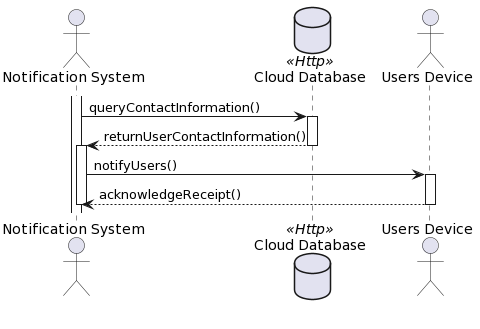 «Http»
Notification System Cloud Database Users Device
queryContactInformation()
returnUserContactInformation()
notifyUsers()
acknowledgeReceipt()
Notification System «Http» Users Device
Cloud Database